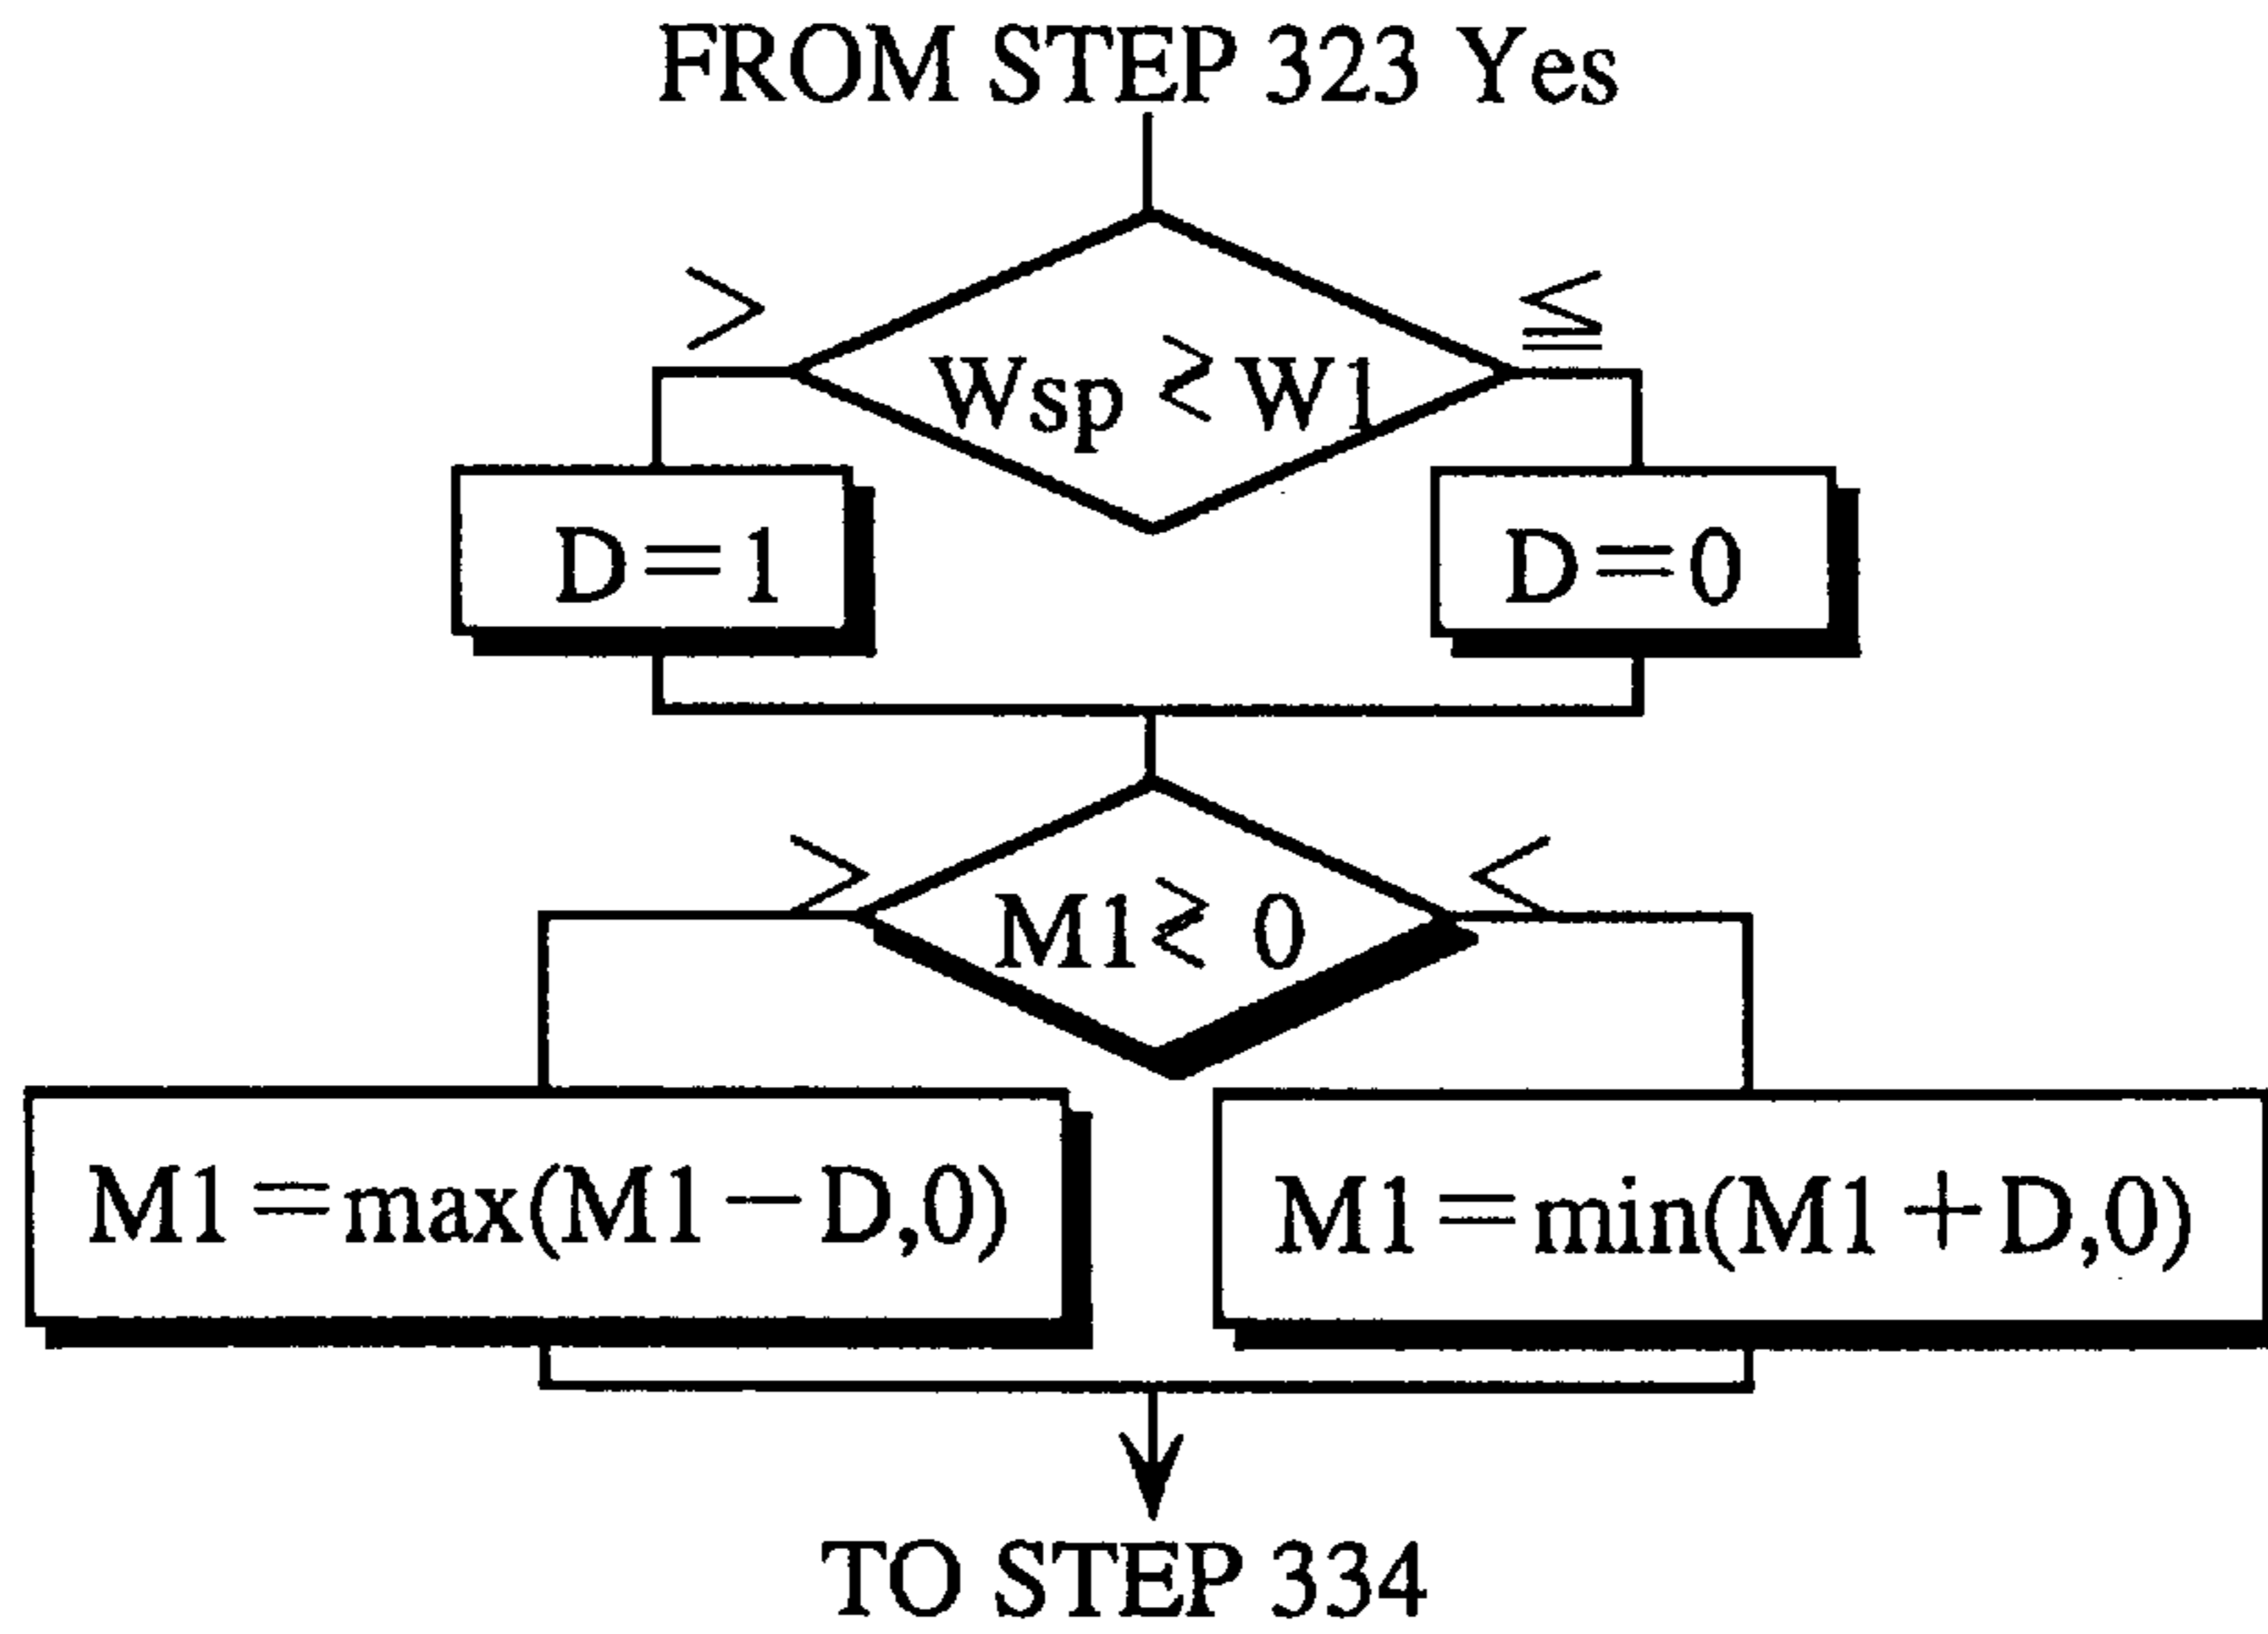 FROM STEP 323 Yes
> ≦
Wsp ≷ W1
D=1 D=0
> <
M1 ≷ 0
M1=max(M1-D,0) M1=min(M1+D,0)
TO STEP 334